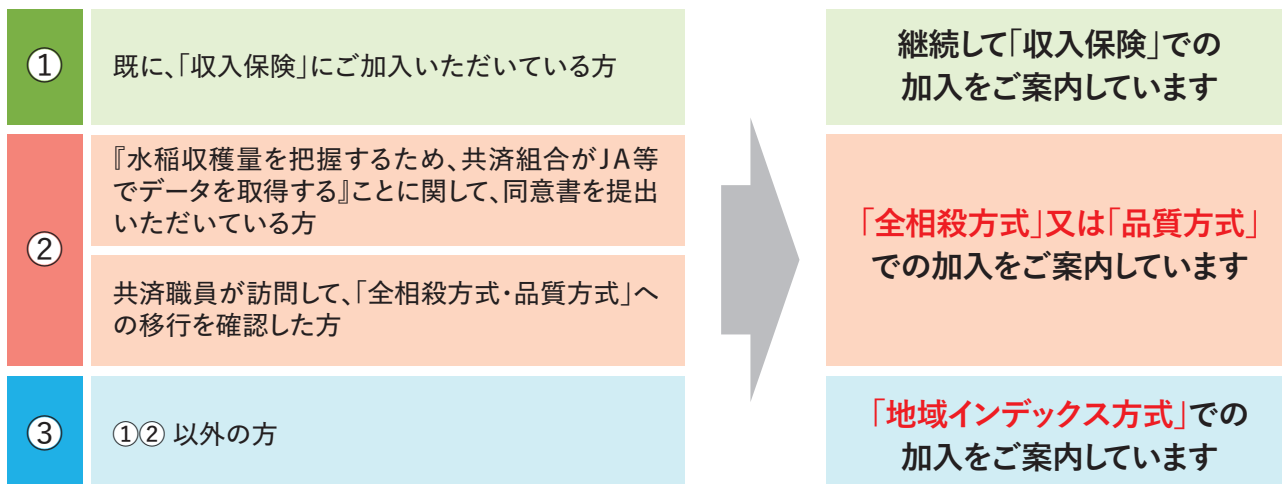 ①
既に、「収入保険」にご加入いただいている方
継続して「収入保険」での
加入をご案内しています
②
『水稲収穫量を把握するため、共済組合がJA等
でデータを取得する』ことに関して、同意書を提出
いただいている方
共済職員が訪問して、「全相殺方式・品質方式」へ
の移行を確認した方
「全相殺方式」又は「品質方式」
での加入をご案内しています
③
①② 以外の方
「地域インデックス方式」での
加入をご案内しています